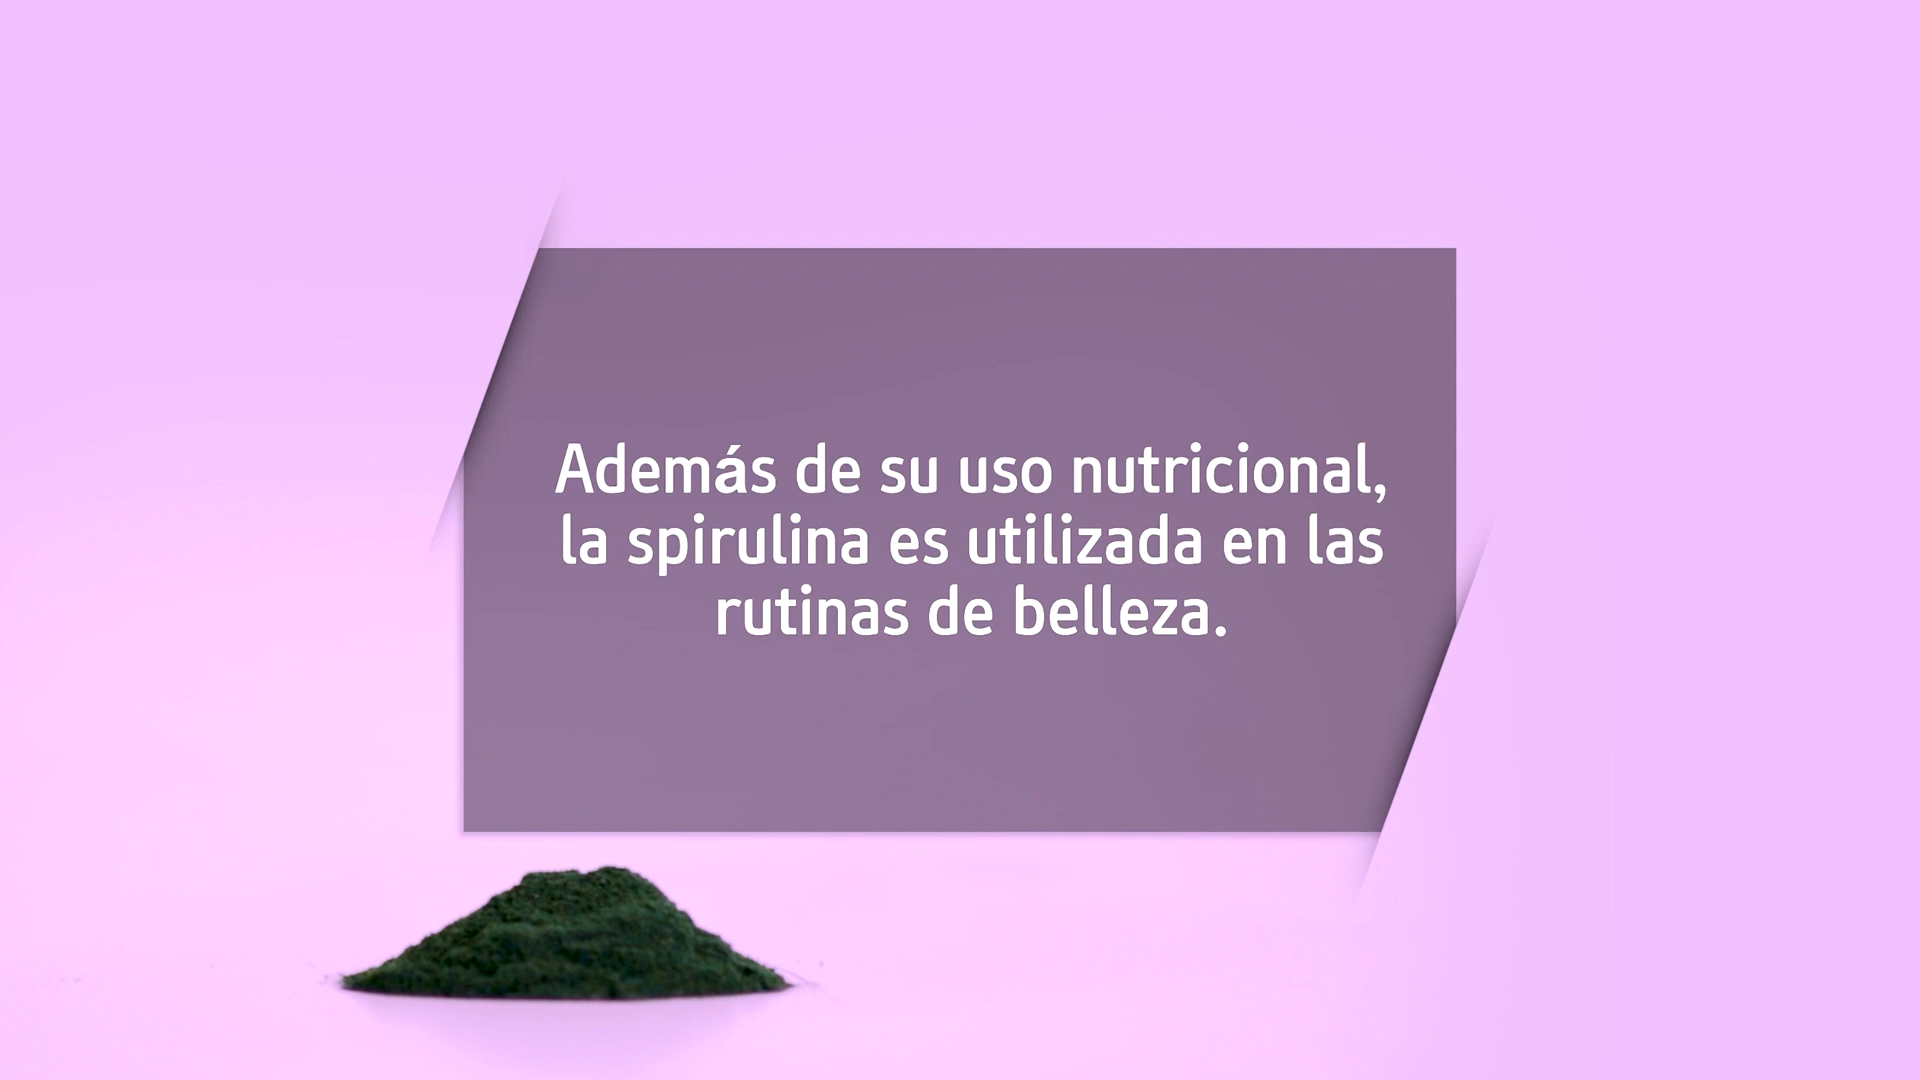 Además de su uso nutricional,
la spirulina es utilizada en las
rutinas de belleza.